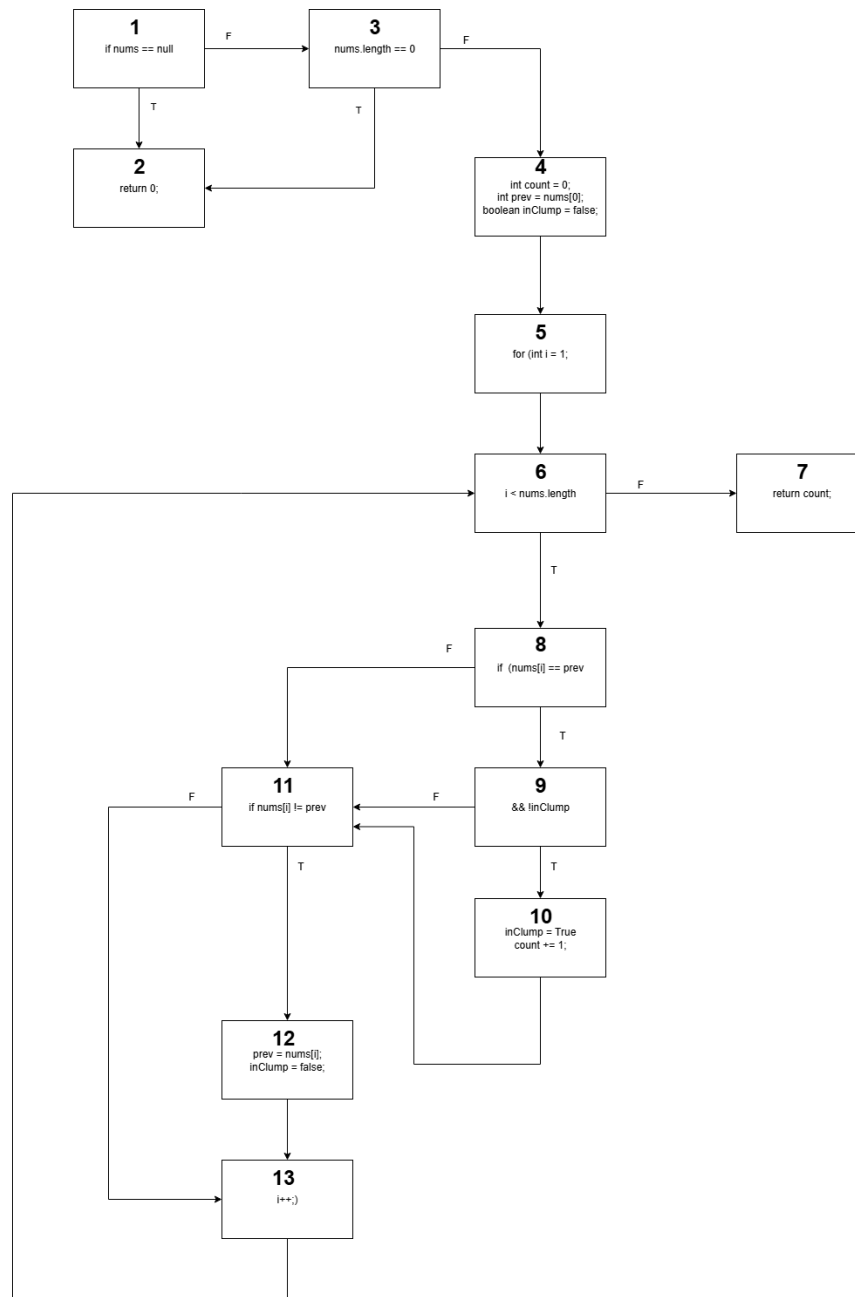 1
if nums == null
F
T
3
nums.length == 0
F
T
2
return 0;
4
int count = 0;
int prev = nums[0];
boolean inClump = false;
5
for (int i = 1;
6
i < nums.length
F
T
7
return count;
8
if  (nums[i] == prev
F
T
9
&& !inClump
F
T
10
inClump = True
count += 1;
11
if nums[i] != prev
F
T
12
prev = nums[i];
inClump = false;
13
i++;)